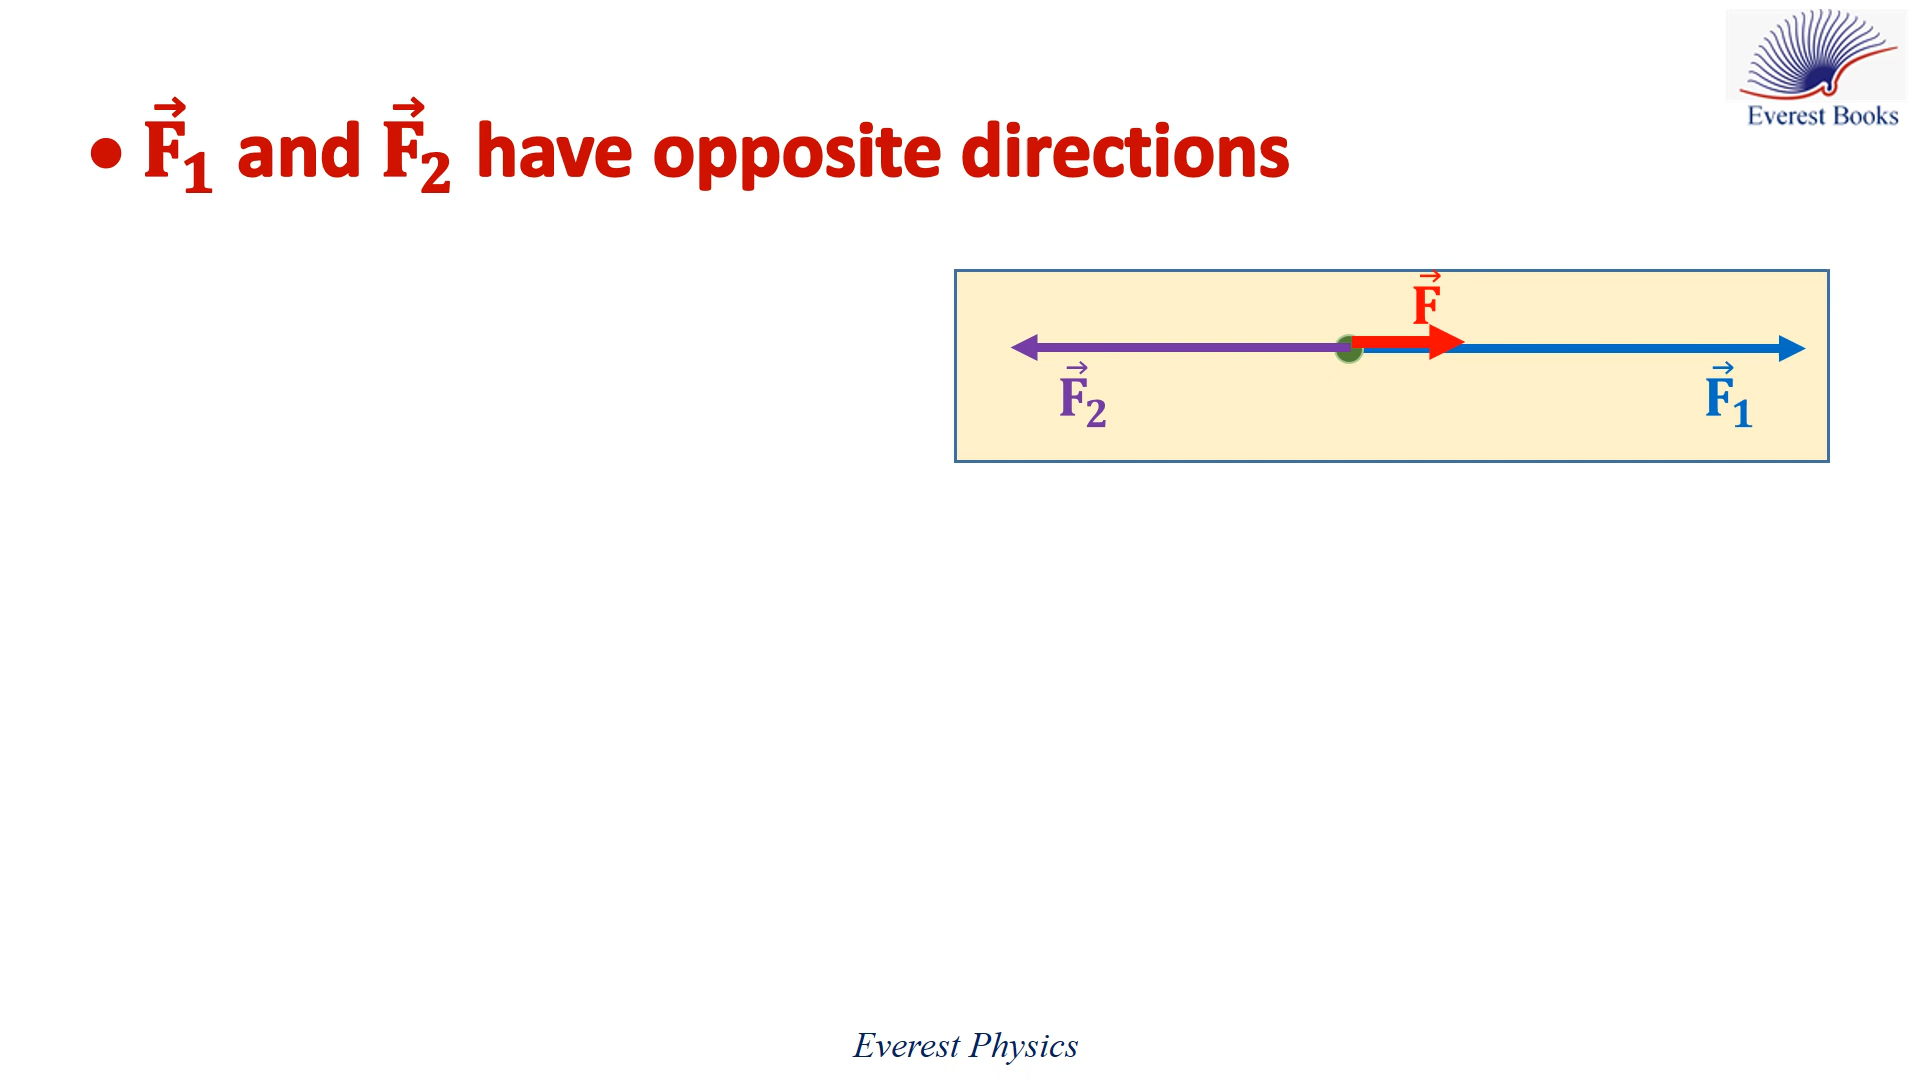 Everest Books
• F⃗₁ and F⃗₂ have opposite directions
F⃗
F⃗₂
F⃗₁
Everest Physics